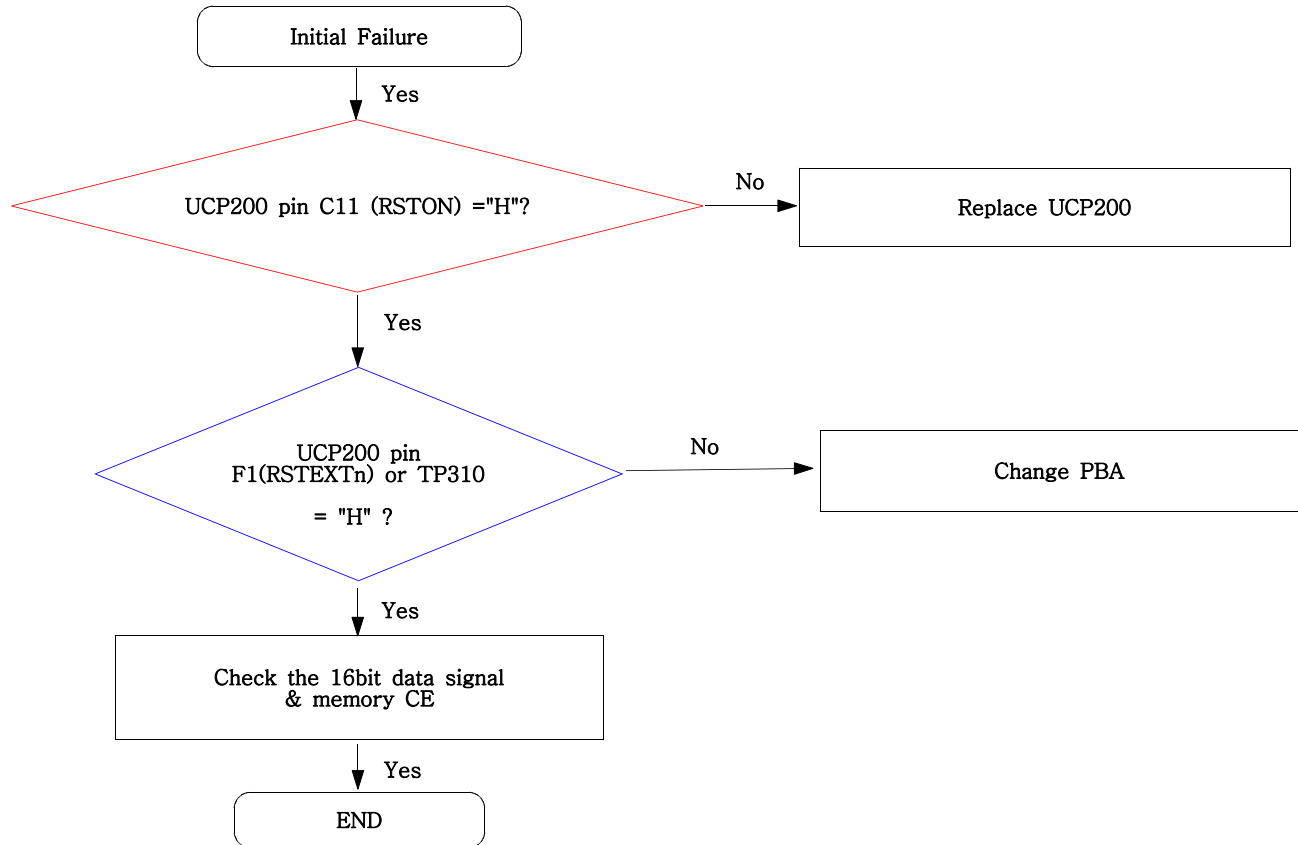 Initial Failure
Yes
UCP200 pin C11 (RSTON) ="H"?
No
Replace UCP200
Yes
UCP200 pin
F1(RSTEXTn) or TP310
= "H" ?
No
Change PBA
Yes
Check the 16bit data signal
& memory CE
Yes
END